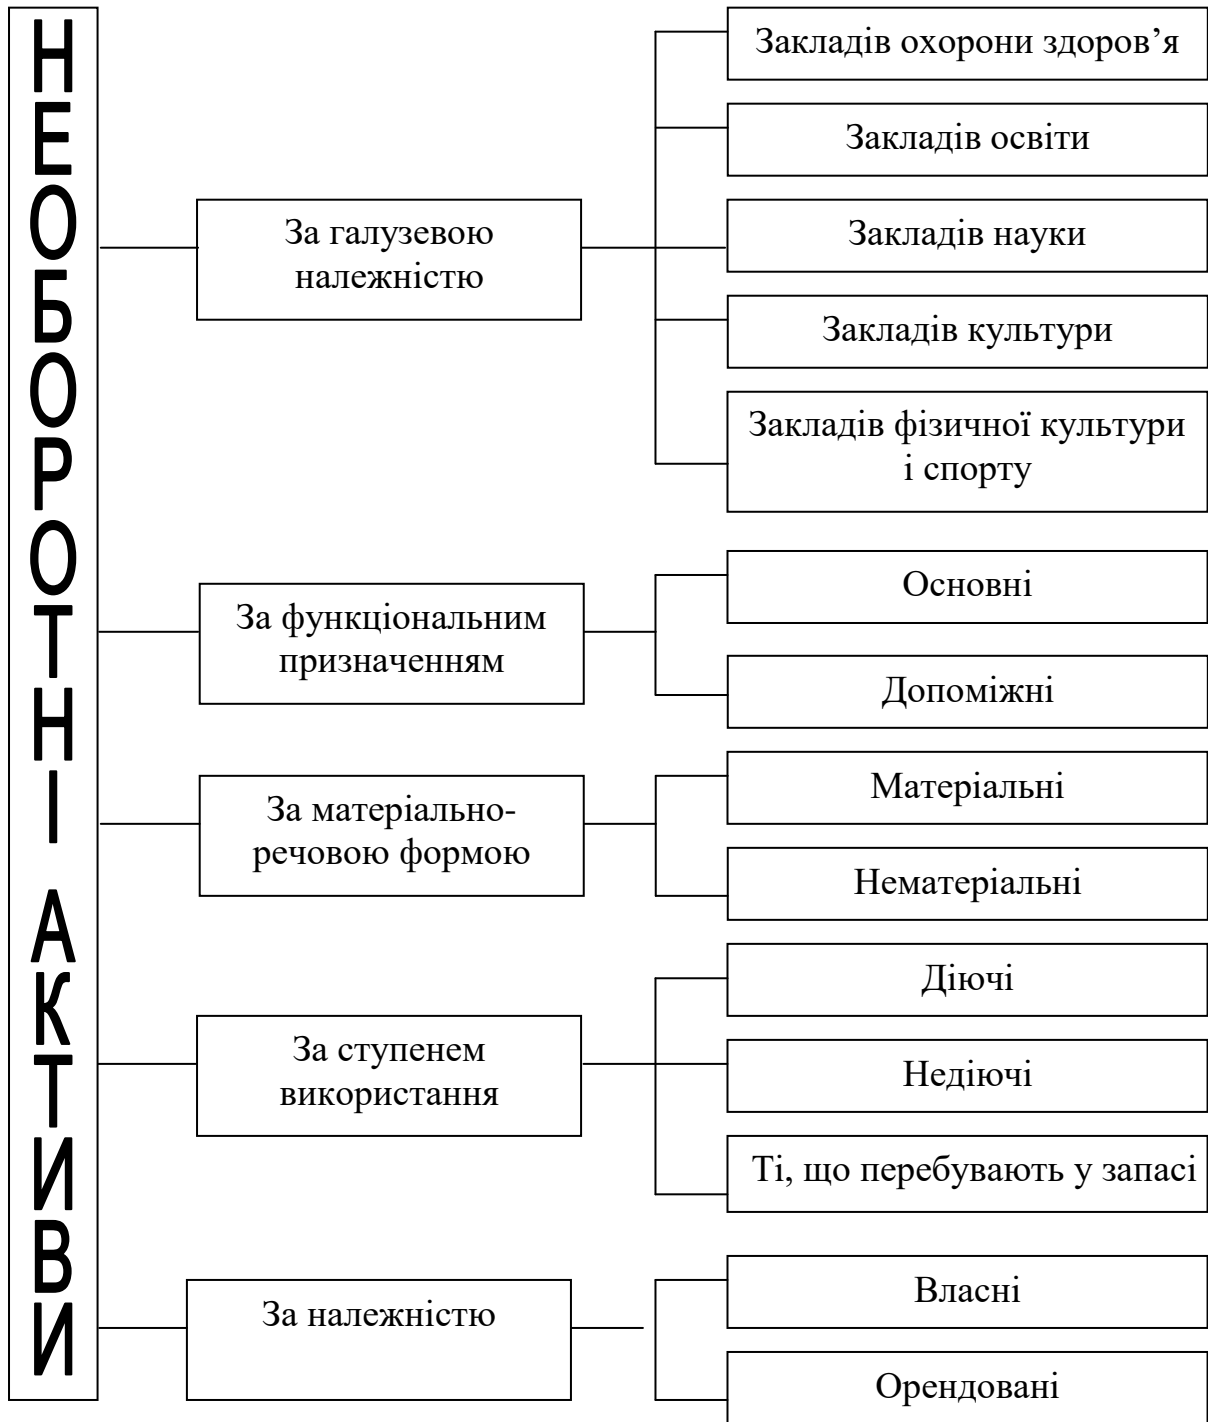 НЕОБОРОТНІ АКТИВИ
За галузевою
належністю
Закладів охорони здоров’я
Закладів освіти
Закладів науки
Закладів культури
Закладів фізичної культури
і спорту
За функціональним
призначенням
Основні
Допоміжні
За матеріально-
речовою формою
Матеріальні
Нематеріальні
За ступенем
використання
Діючі
Недіючі
Ті, що перебувають у запасі
За належністю
Власні
Орендовані